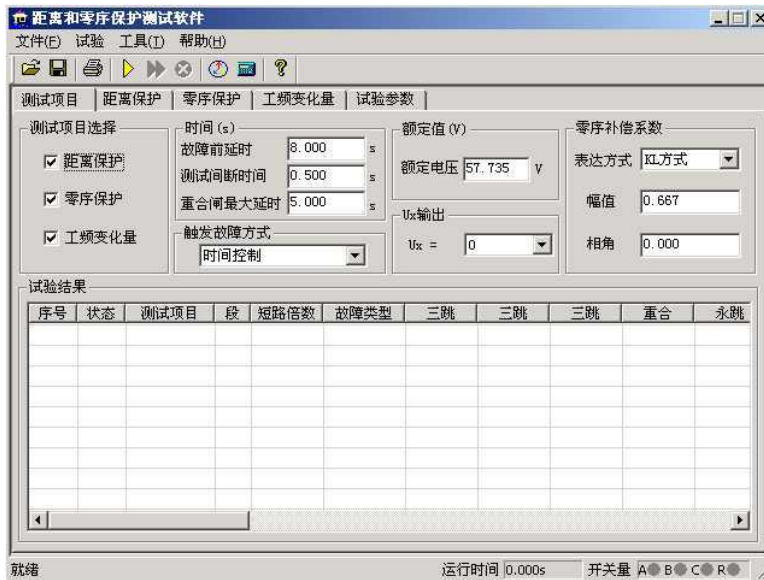 距离和零序保护测试软件
文件(F) 试验 工具(T) 帮助(H)
测试项目 距离保护 零序保护 工频变化量 试验参数
测试项目选择
距离保护
零序保护
工频变化量
时间(s)
故障前延时 8.000 s
测试间断时间 0.500 s
重合闸最大延时 5.000 s
触发故障方式
时间控制
额定值(V)
额定电压 57.735 V
Ux输出
Ux = 0
零序补偿系数
表达方式 KL方式
幅值 0.667
相角 0.000
试验结果
序号 状态 测试项目 段 短路倍数 故障类型 三跳 三跳 三跳 重合 永跳
就绪 运行时间 0.000s 开关量 A B C R